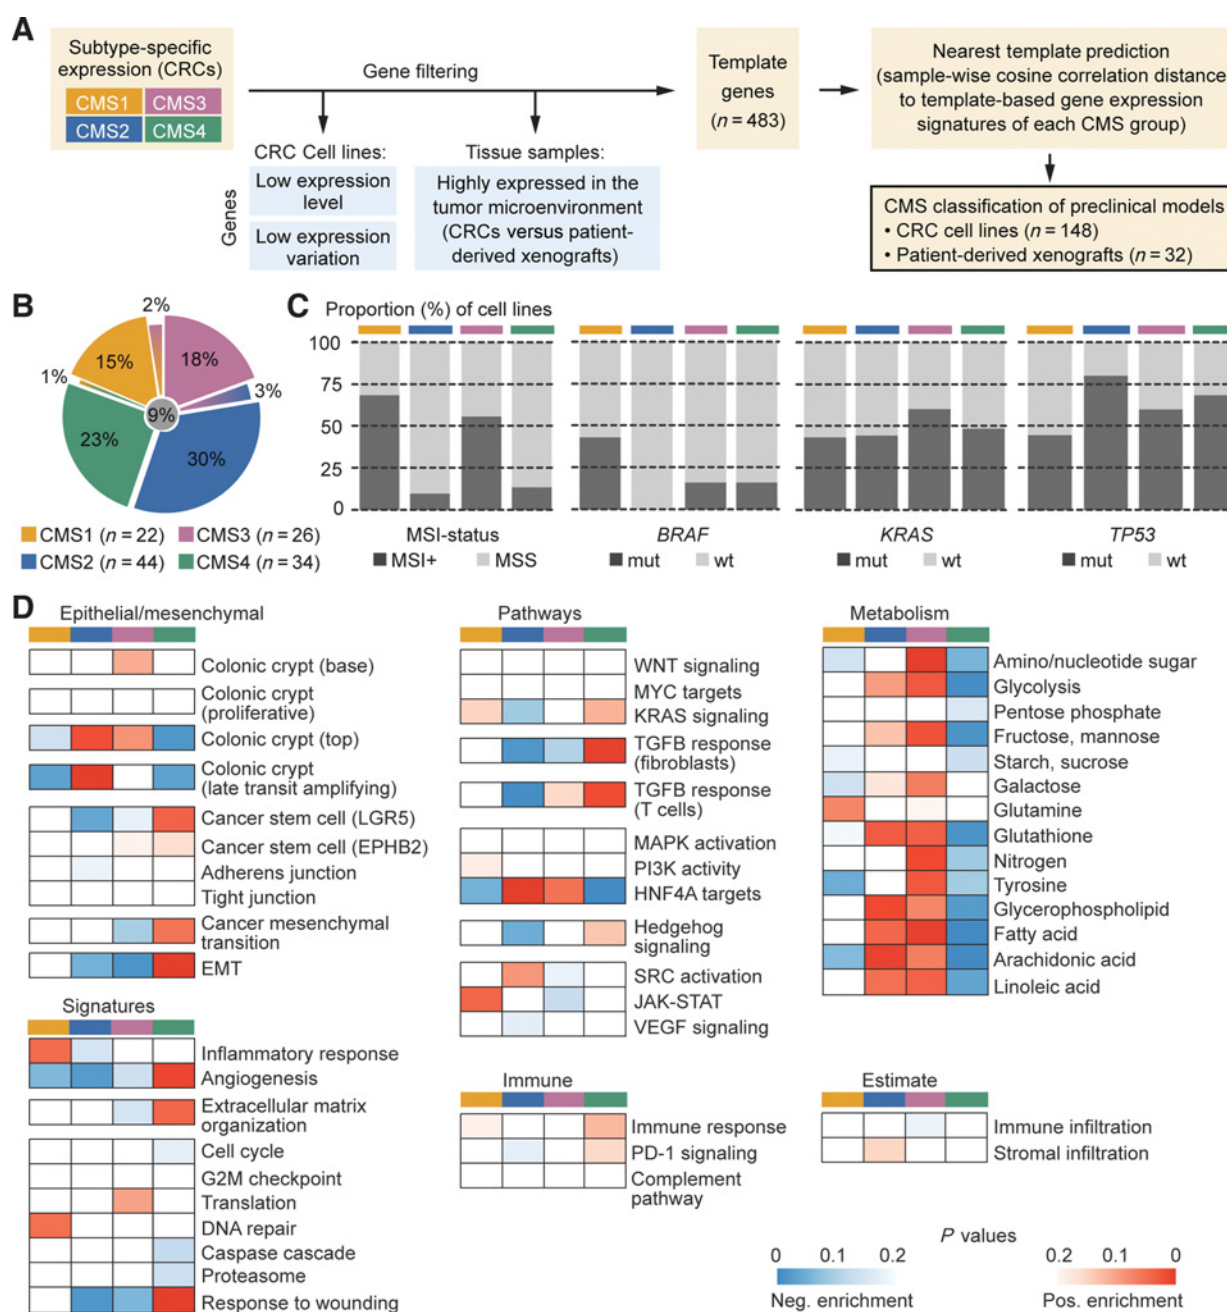 A
Subtype-specific
expression (CRCs)
CMS1 CMS3
CMS2 CMS4
Gene filtering
Genes
CRC Cell lines:
Low expression
level
Low expression
variation
Tissue samples:
Highly expressed in the
tumor microenvironment
(CRCs versus patient-
derived xenografts)
Template
genes
(n = 483)
Nearest template prediction
(sample-wise cosine correlation distance
to template-based gene expression
signatures of each CMS group)
CMS classification of preclinical models
• CRC cell lines (n = 148)
• Patient-derived xenografts (n = 32)
B
2%
15%
18%
1%
3%
9%
23%
30%
CMS1 (n = 22) CMS3 (n = 26)
CMS2 (n = 44) CMS4 (n = 34)
C
Proportion (%) of cell lines
100
75
50
25
0
MSI-status
MSI+ MSS
BRAF
mut wt
KRAS
mut wt
TP53
mut wt
D
Epithelial/mesenchymal
Colonic crypt (base)
Colonic crypt
(proliferative)
Colonic crypt (top)
Colonic crypt
(late transit amplifying)
Cancer stem cell (LGR5)
Cancer stem cell (EPHB2)
Adherens junction
Tight junction
Cancer mesenchymal
transition
EMT
Signatures
Inflammatory response
Angiogenesis
Extracellular matrix
organization
Cell cycle
G2M checkpoint
Translation
DNA repair
Caspase cascade
Proteasome
Response to wounding
Pathways
WNT signaling
MYC targets
KRAS signaling
TGFB response
(fibroblasts)
TGFB response
(T cells)
MAPK activation
PI3K activity
HNF4A targets
Hedgehog
signaling
SRC activation
JAK-STAT
VEGF signaling
Immune
Immune response
PD-1 signaling
Complement
pathway
Metabolism
Amino/nucleotide sugar
Glycolysis
Pentose phosphate
Fructose, mannose
Starch, sucrose
Galactose
Glutamine
Glutathione
Nitrogen
Tyrosine
Glycerophospholipid
Fatty acid
Arachidonic acid
Linoleic acid
Estimate
Immune infiltration
Stromal infiltration
P values
0 0.1 0.2 0.2 0.1 0
Neg. enrichment Pos. enrichment